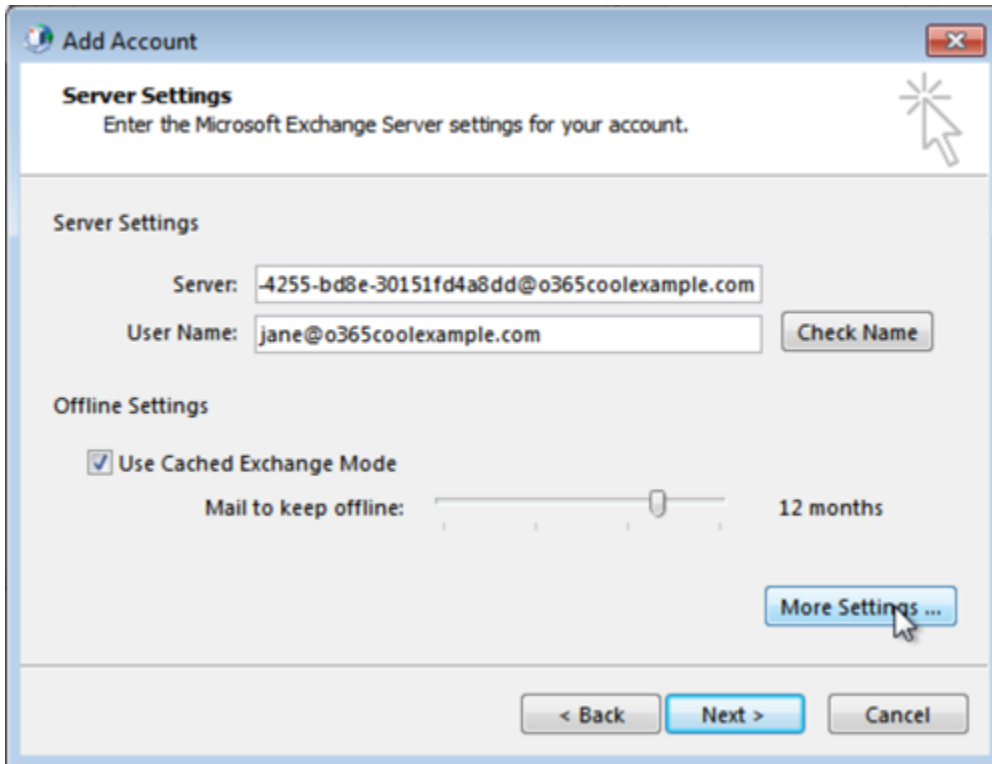 Add Account
Server Settings
Enter the Microsoft Exchange Server settings for your account.
Server Settings
Server: -4255-bd8e-30151fd4a8dd@o365coolexample.com
User Name: jane@o365coolexample.com Check Name
Offline Settings
Use Cached Exchange Mode
Mail to keep offline: 12 months
More Settings ...
< Back Next > Cancel